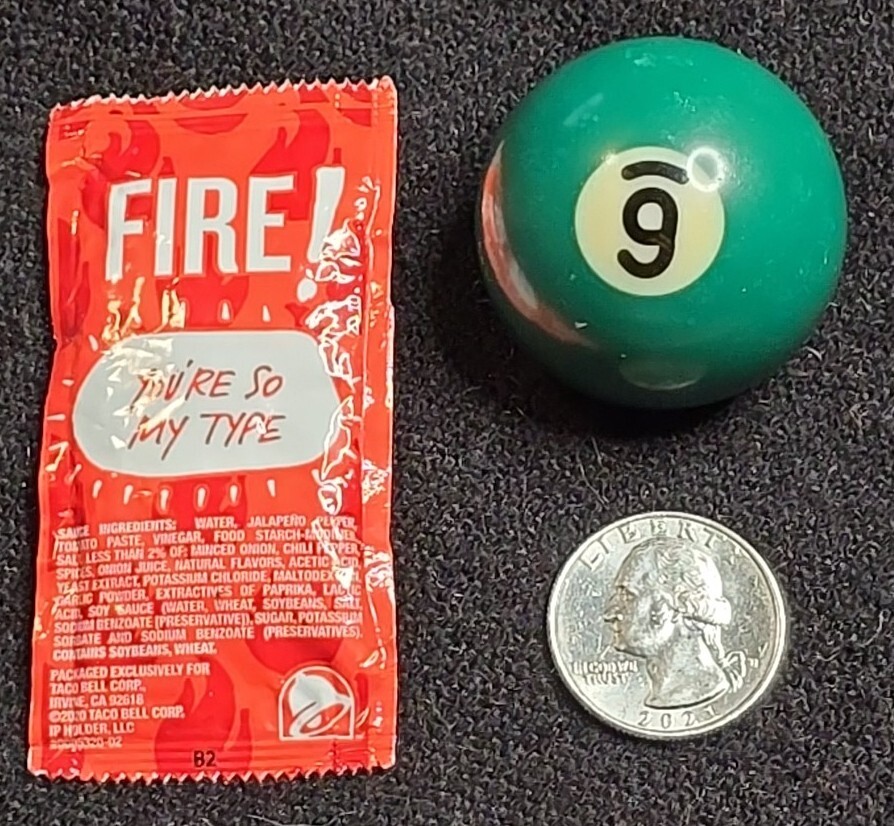 FIRE!
YOU'RE SO
MY TYPE
SAUCE INGREDIENTS: WATER, JALAPEÑO PEPPER,
TOMATO PASTE, VINEGAR, FOOD STARCH-MODIFIED,
SALT, LESS THAN 2% OF: MINCED ONION, CHILI PEPPER,
SPICES, ONION JUICE, NATURAL FLAVORS, ACETIC ACID,
YEAST EXTRACT, POTASSIUM CHLORIDE, MALTODEXTRIN,
GARLIC POWDER, EXTRACTIVES OF PAPRIKA, LACTIC
ACID, SOY SAUCE (WATER, WHEAT, SOYBEANS, SALT,
SODIUM BENZOATE [PRESERVATIVE]), SUGAR, POTASSIUM
SORBATE AND SODIUM BENZOATE (PRESERVATIVES).
CONTAINS SOYBEANS, WHEAT.
PACKAGED EXCLUSIVELY FOR
TACO BELL CORP.,
IRVINE, CA 92618
©2020 TACO BELL CORP.
IP HOLDER, LLC
B2
6
LIBERTY
IN GOD WE
TRUST
2021